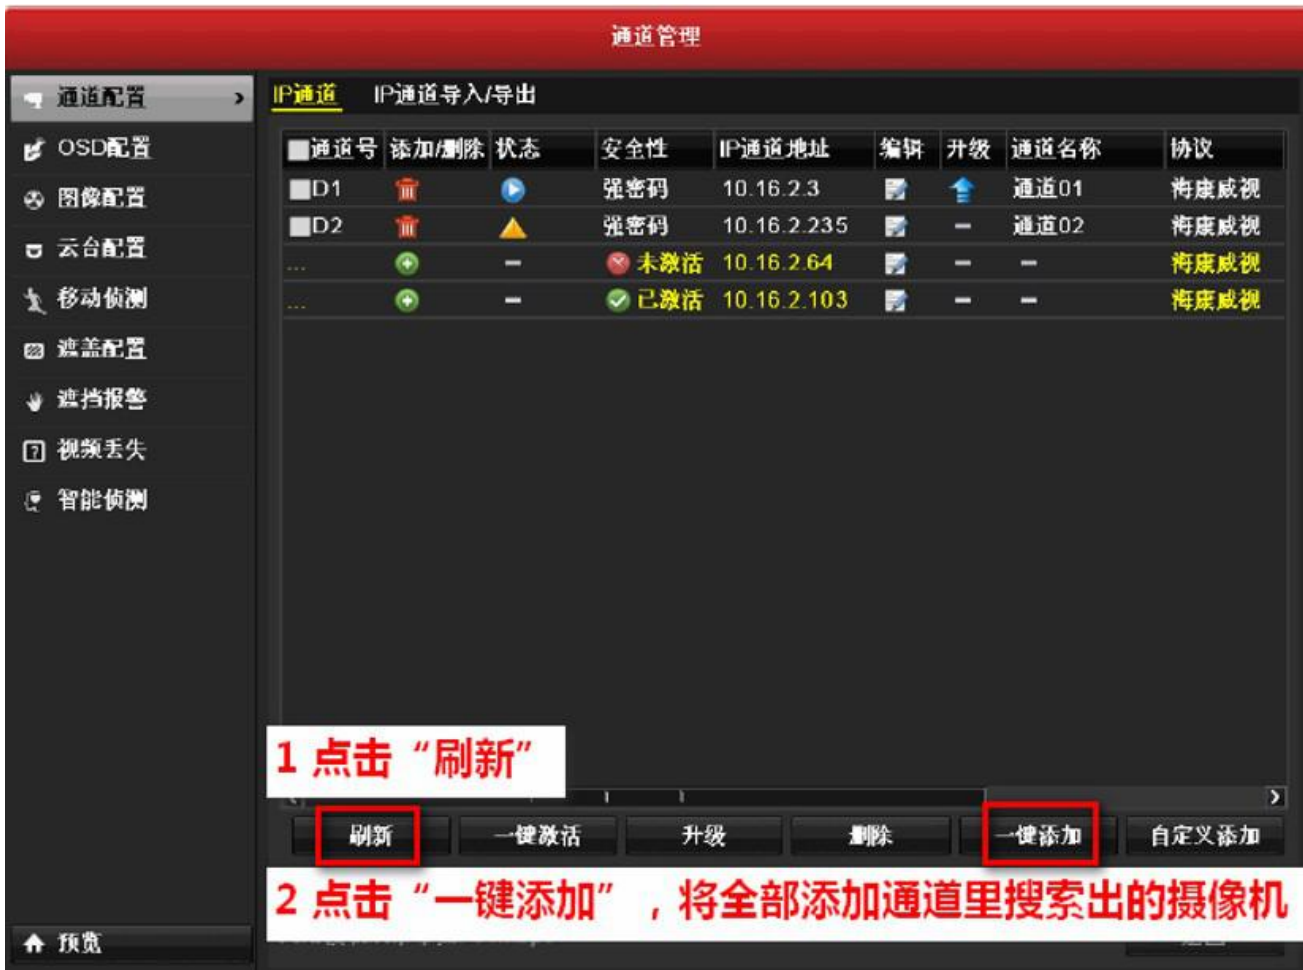 通道管理
通道配置
OSD配置
图像配置
云台配置
移动侦测
遮盖配置
遮挡报警
视频丢失
智能侦测
预览
IP通道 IP通道导入/导出
通道号 添加/删除 状态 安全性 IP通道地址 编辑 升级 通道名称 协议
D1 强密码 10.16.2.3 通道01 海康威视
D2 强密码 10.16.2.235 － 通道02 海康威视
... － 未激活 10.16.2.64 － － 海康威视
... － 已激活 10.16.2.103 － － 海康威视
1 点击“刷新”
刷新 一键激活 升级 删除 一键添加 自定义添加
2 点击“一键添加”，将全部添加通道里搜索出的摄像机